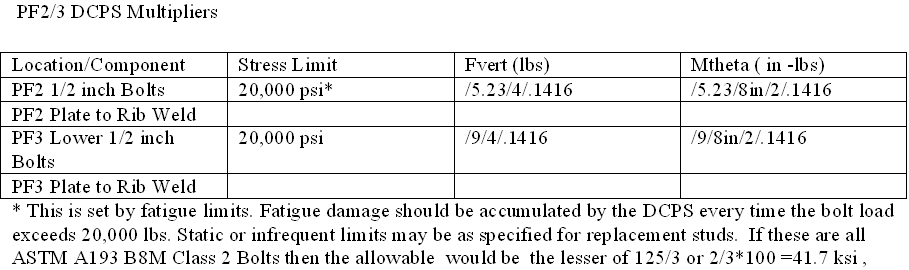 PF2/3 DCPS Multipliers
Location/Component Stress Limit Fvert (lbs) Mtheta ( in -lbs)
PF2 1/2 inch Bolts 20,000 psi* /5.23/4/.1416 /5.23/8in/2/.1416
PF2 Plate to Rib Weld
PF3 Lower 1/2 inch Bolts 20,000 psi /9/4/.1416 /9/8in/2/.1416
PF3 Plate to Rib Weld
* This is set by fatigue limits. Fatigue damage should be accumulated by the DCPS every time the bolt load
exceeds 20,000 lbs. Static or infrequent limits may be as specified for replacement studs.  If these are all
ASTM A193 B8M Class 2 Bolts then the allowable  would be  the lesser of 125/3 or 2/3*100 =41.7 ksi ,